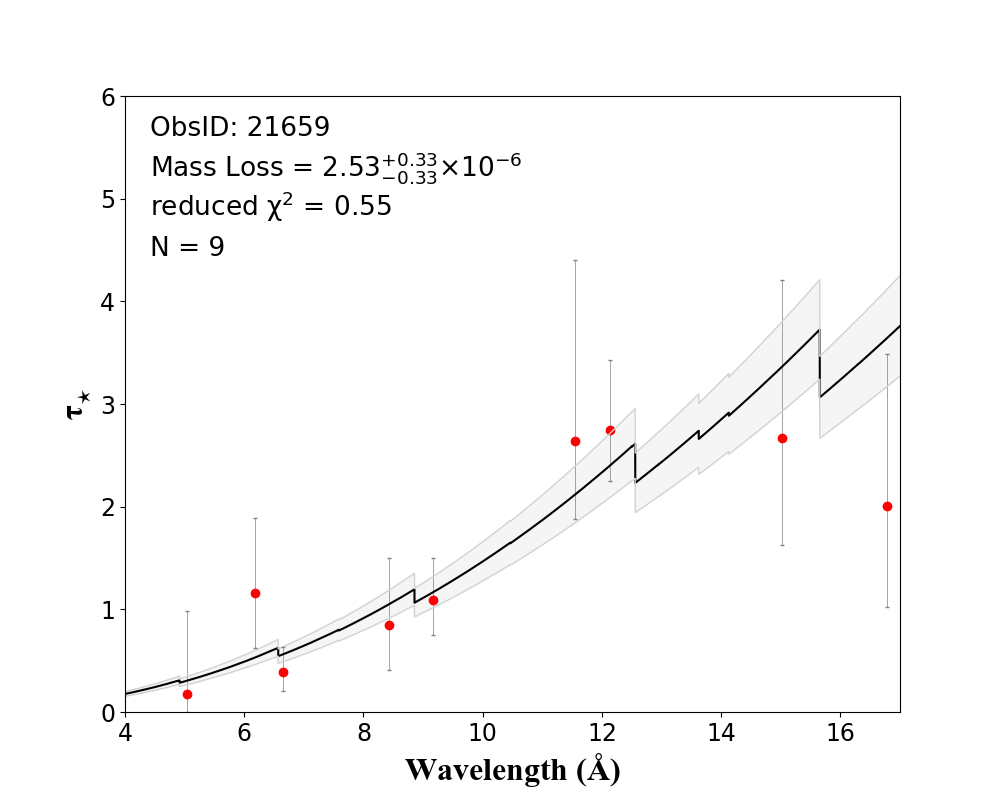 ObsID: 21659
Mass Loss = 2.53⁺⁰·³³₋₀.₃₃×10⁻⁶
reduced χ² = 0.55
N = 9
6
5
4
3
2
1
0
τ⋆
4 6 8 10 12 14 16
Wavelength (Å)